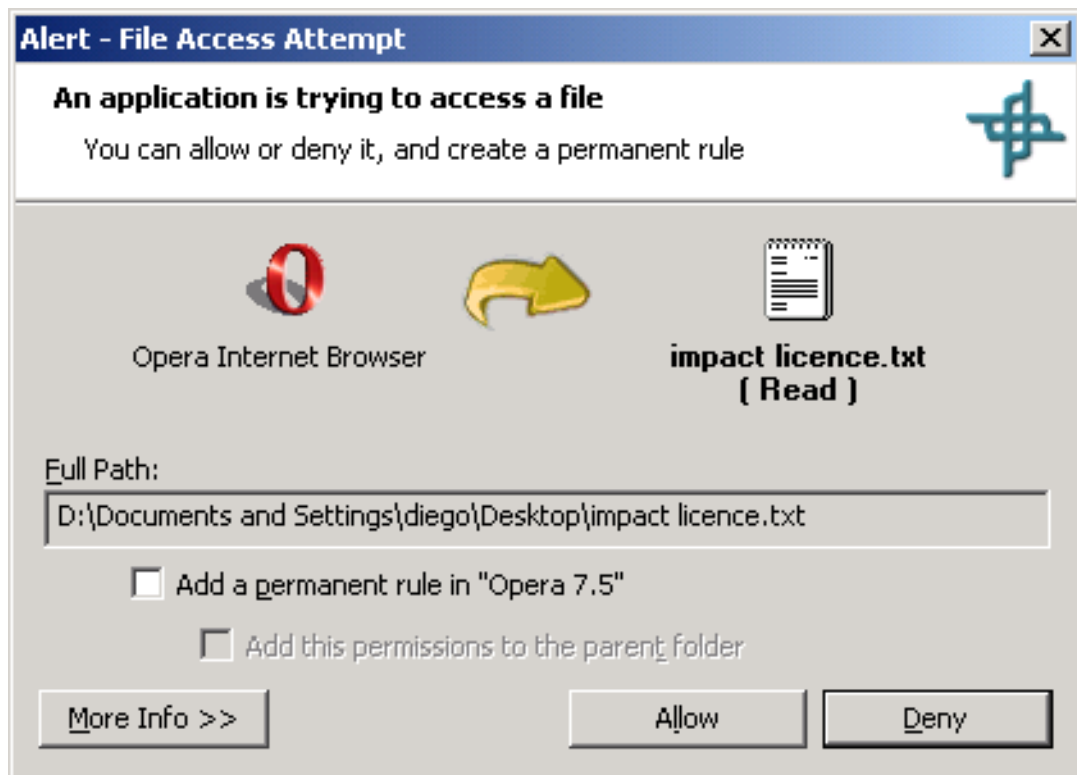 Alert - File Access Attempt
An application is trying to access a file
You can allow or deny it, and create a permanent rule
Opera Internet Browser
impact licence.txt
( Read )
Full Path:
D:\Documents and Settings\diego\Desktop\impact licence.txt
Add a permanent rule in "Opera 7.5"
Add this permissions to the parent folder
More Info >>
Allow
Deny